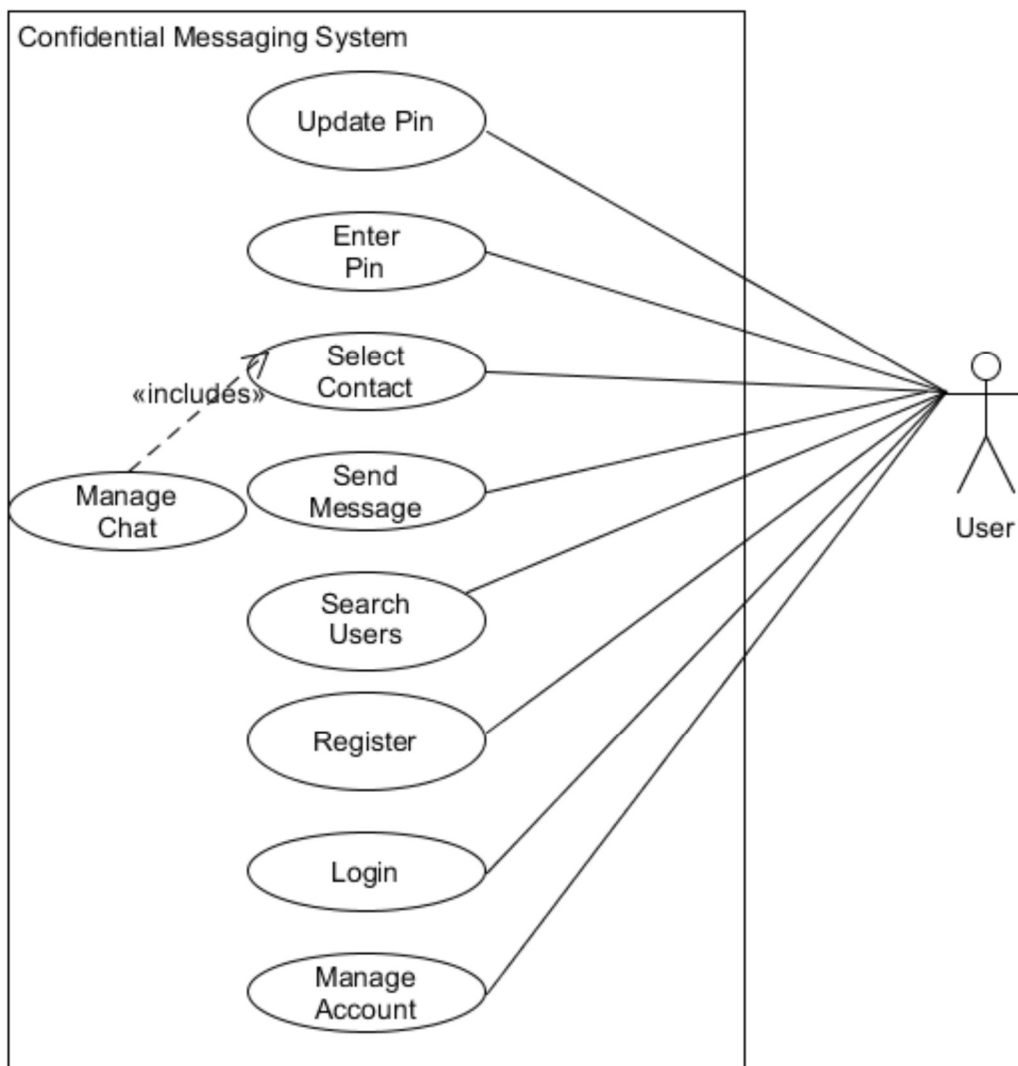 Confidential Messaging System
Update Pin
Enter
Pin
Select
Contact
«includes»
Manage
Chat
Send
Message
User
Search
Users
Register
Login
Manage
Account